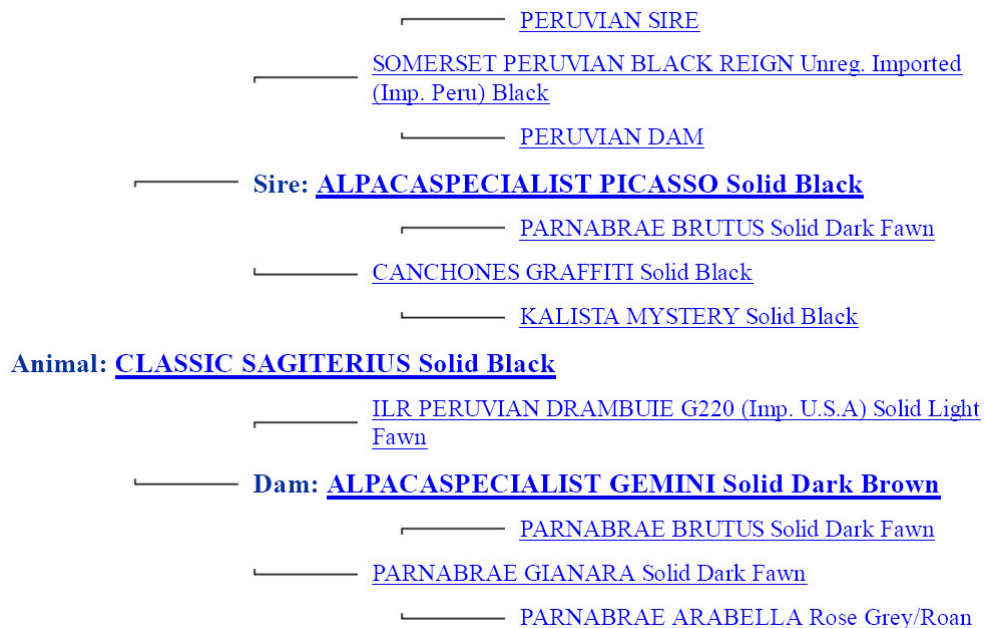 PERUVIAN SIRE
SOMERSET PERUVIAN BLACK REIGN Unreg. Imported
(Imp. Peru) Black
PERUVIAN DAM
Sire: ALPACASPECIALIST PICASSO Solid Black
PARNABRAE BRUTUS Solid Dark Fawn
CANCHONES GRAFFITI Solid Black
KALISTA MYSTERY Solid Black
Animal: CLASSIC SAGITERIUS Solid Black
ILR PERUVIAN DRAMBUIE G220 (Imp. U.S.A) Solid Light
Fawn
Dam: ALPACASPECIALIST GEMINI Solid Dark Brown
PARNABRAE BRUTUS Solid Dark Fawn
PARNABRAE GIANARA Solid Dark Fawn
PARNABRAE ARABELLA Rose Grey/Roan